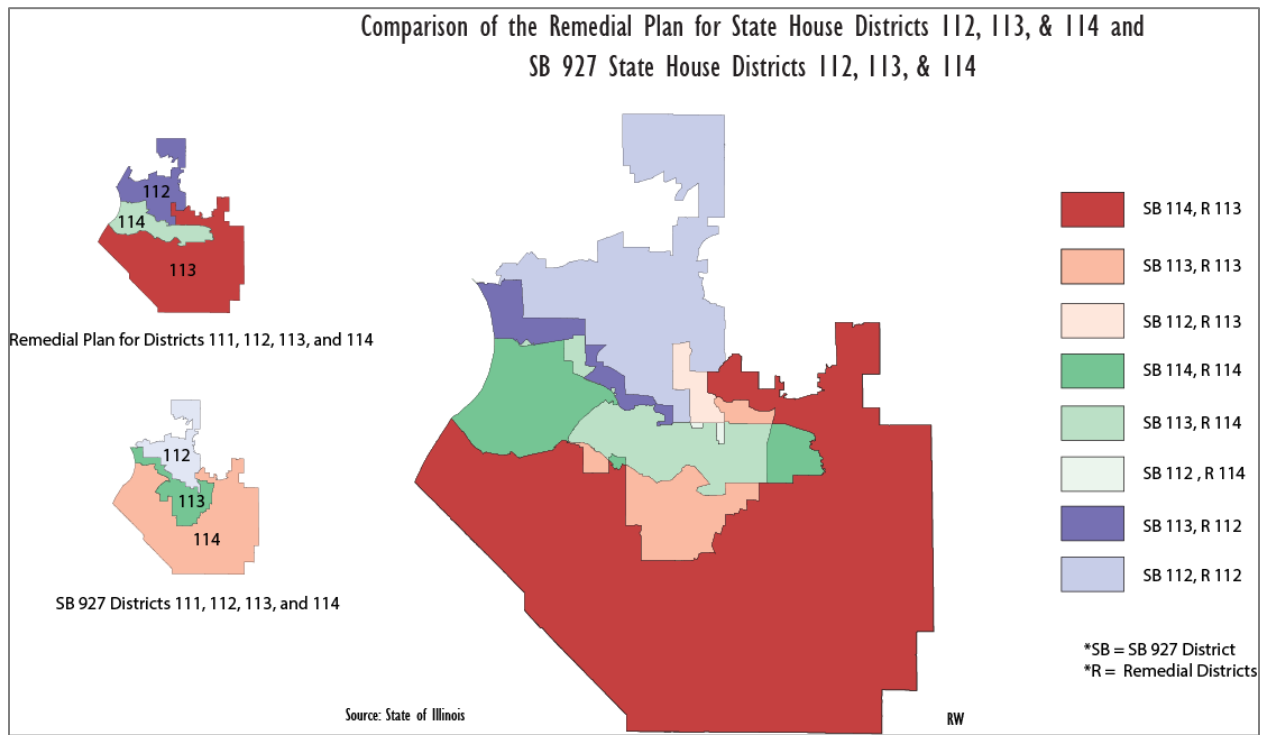 Comparison of the Remedial Plan for State House Districts 112, 113, & 114 and
SB 927 State House Districts 112, 113, & 114
112
114
113
Remedial Plan for Districts 111, 112, 113, and 114
112
113
114
SB 927 Districts 111, 112, 113, and 114
SB 114, R 113
SB 113, R 113
SB 112, R 113
SB 114, R 114
SB 113, R 114
SB 112 , R 114
SB 113, R 112
SB 112, R 112
*SB = SB 927 District
*R = Remedial Districts
Source: State of Illinois
RW